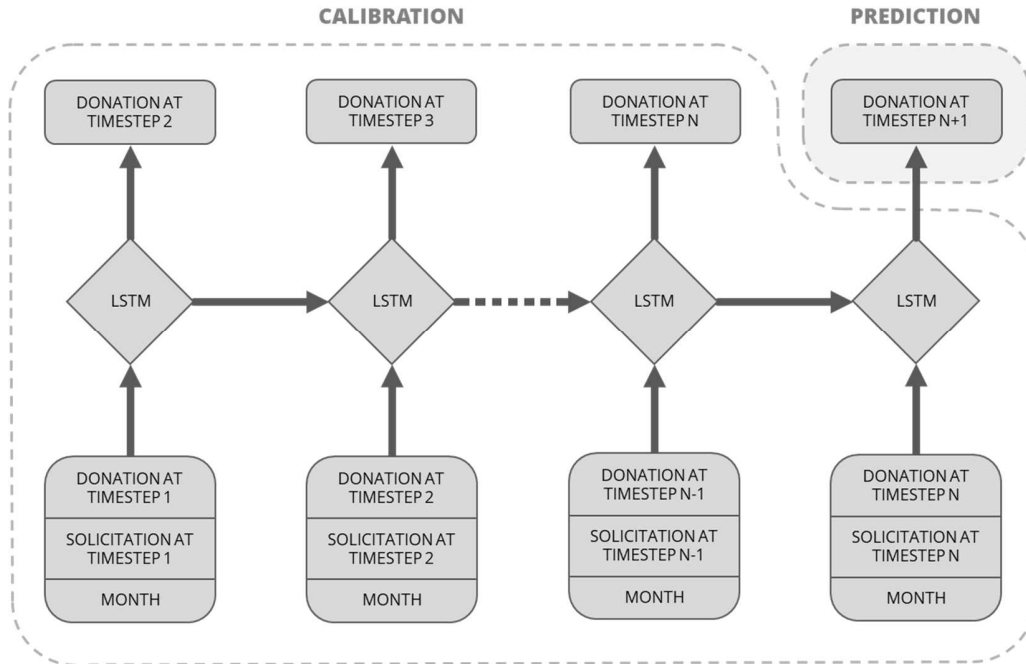 CALIBRATION
PREDICTION
DONATION AT
TIMESTEP 2
DONATION AT
TIMESTEP 3
DONATION AT
TIMESTEP N
DONATION AT
TIMESTEP N+1
LSTM
LSTM
LSTM
LSTM
DONATION AT
TIMESTEP 1
SOLICITATION AT
TIMESTEP 1
MONTH
DONATION AT
TIMESTEP 2
SOLICITATION AT
TIMESTEP 2
MONTH
DONATION AT
TIMESTEP N-1
SOLICITATION AT
TIMESTEP N-1
MONTH
DONATION AT
TIMESTEP N
SOLICITATION AT
TIMESTEP N
MONTH